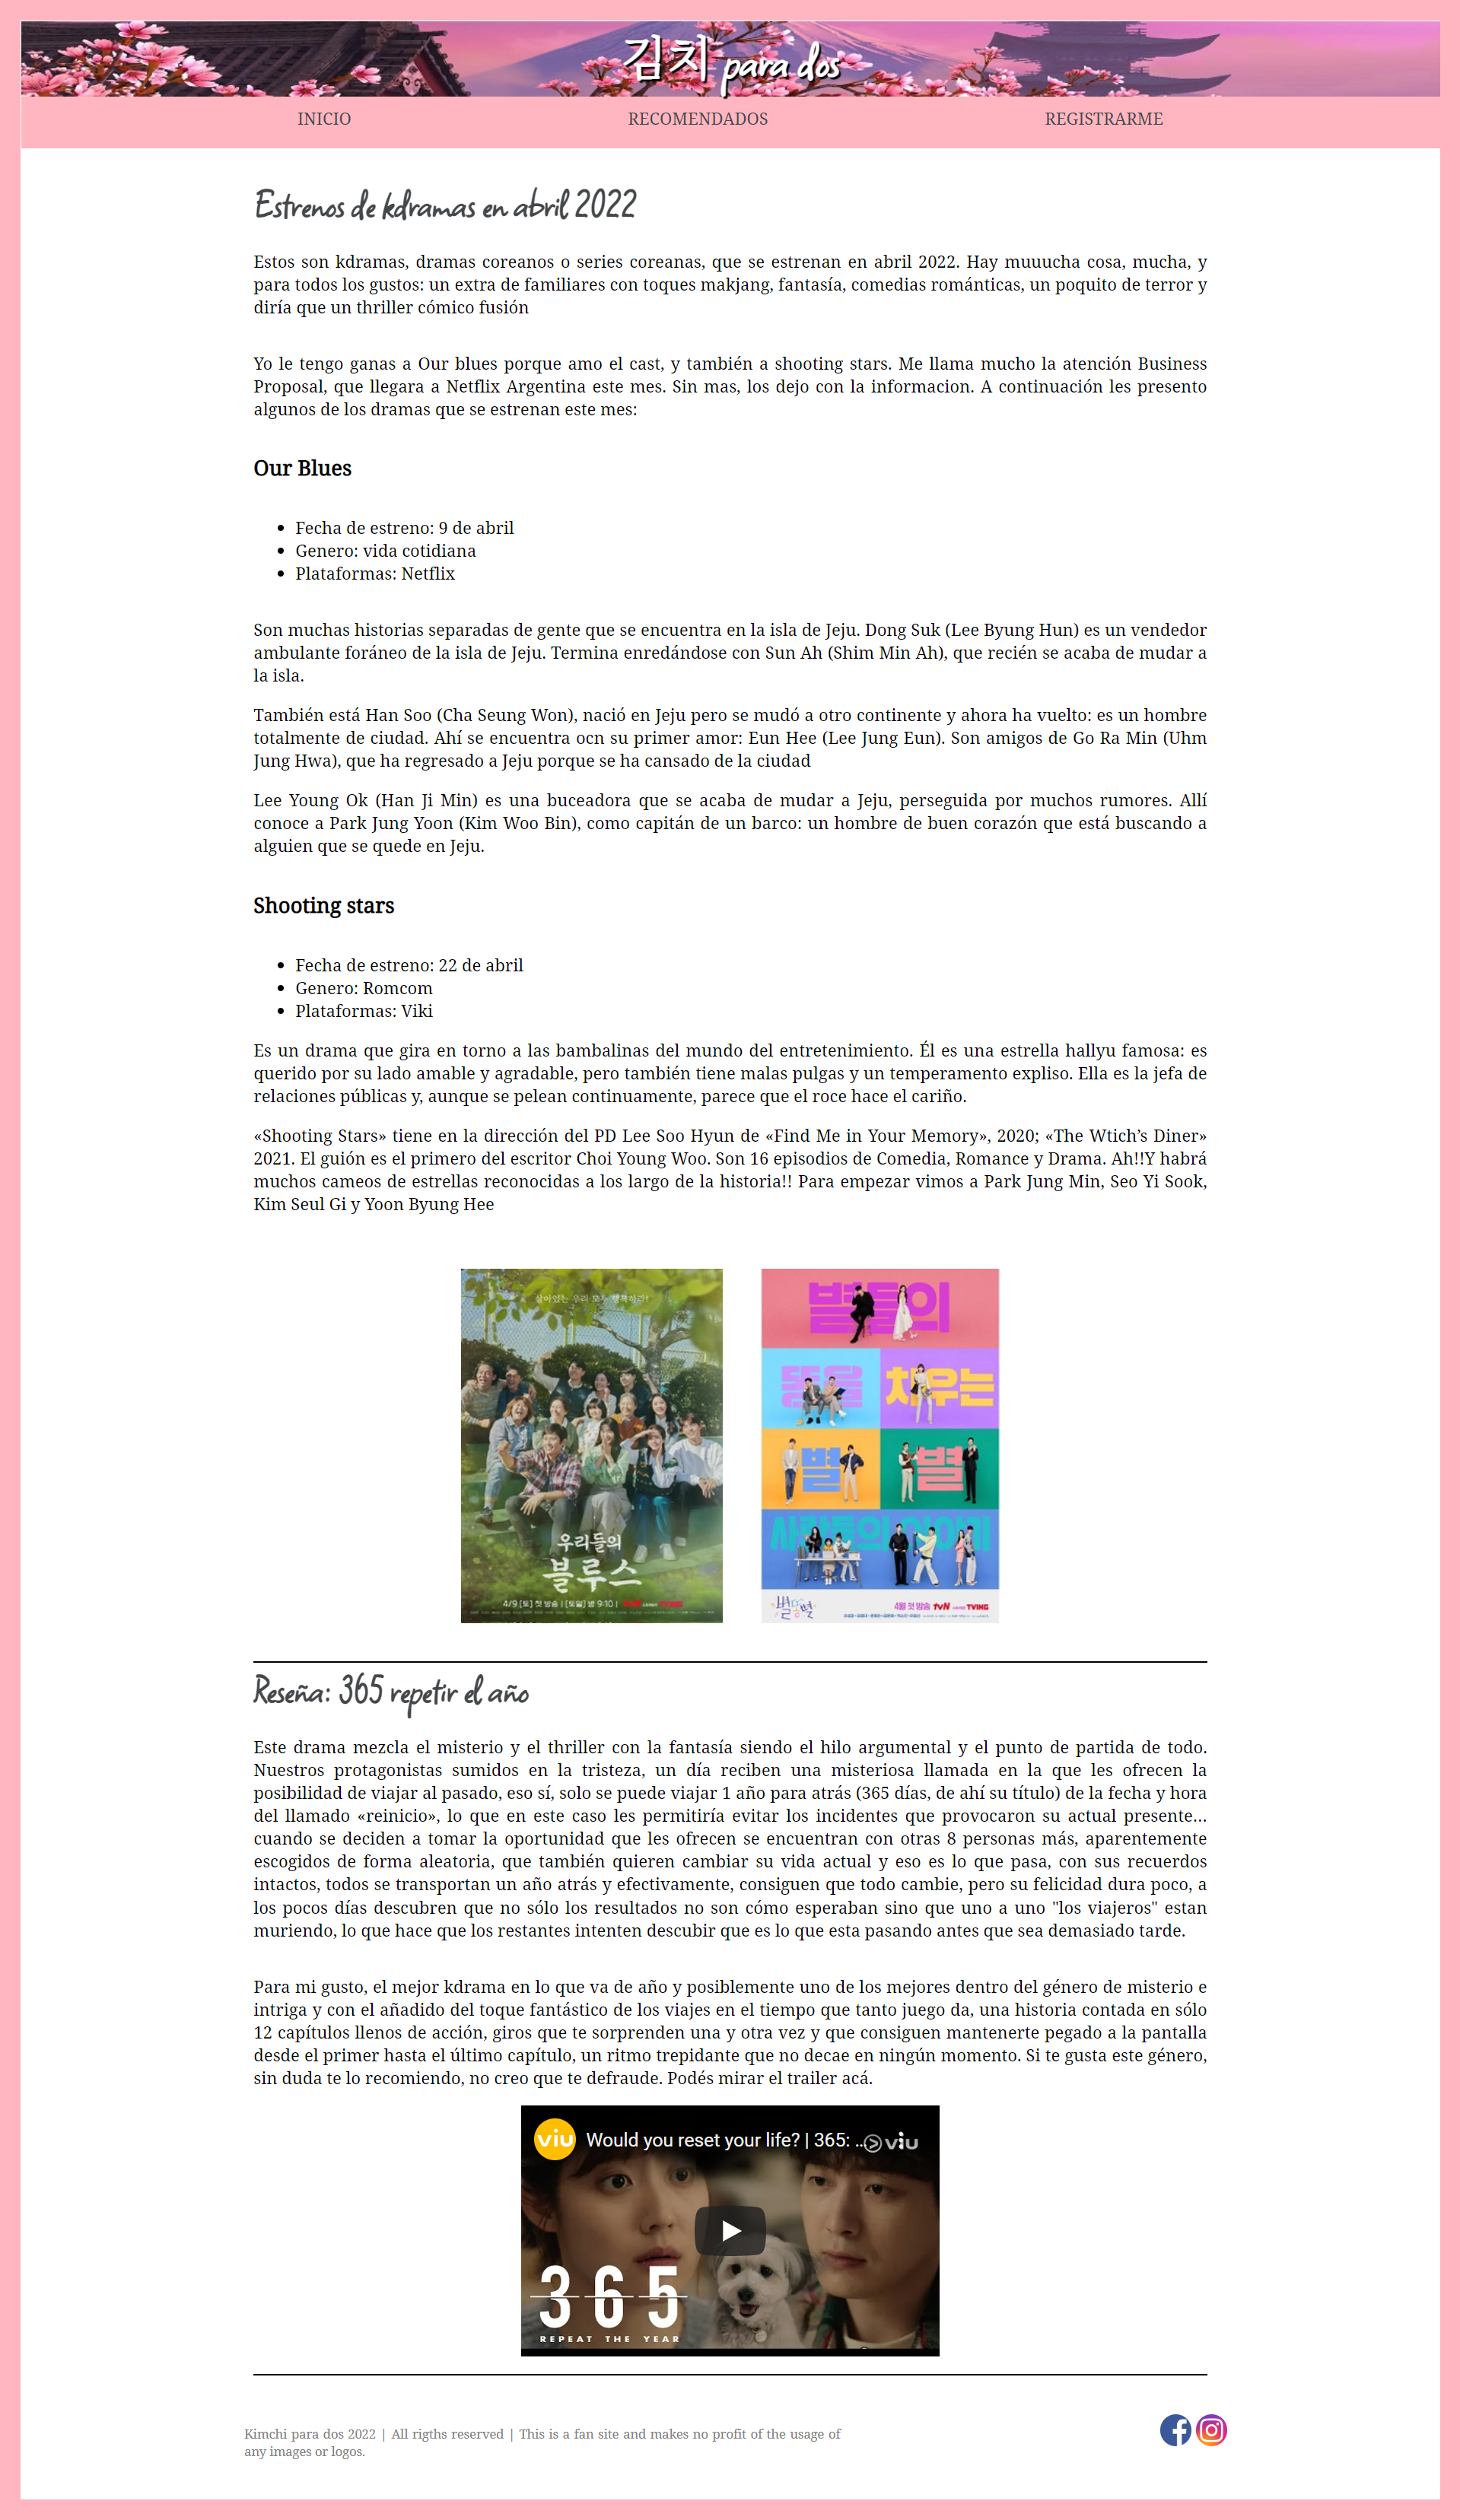 김치 para dos
INICIO RECOMENDADOS REGISTRARME
Estrenos de kdramas en abril 2022
Estos son kdramas, dramas coreanos o series coreanas, que se estrenan en abril 2022. Hay muuucha cosa, mucha, y
para todos los gustos: un extra de familiares con toques makjang, fantasía, comedias románticas, un poquito de terror y
diría que un thriller cómico fusión
Yo le tengo ganas a Our blues porque amo el cast, y también a shooting stars. Me llama mucho la atención Business
Proposal, que llegara a Netflix Argentina este mes. Sin mas, los dejo con la informacion. A continuación les presento
algunos de los dramas que se estrenan este mes:
Our Blues
• Fecha de estreno: 9 de abril
• Genero: vida cotidiana
• Plataformas: Netflix
Son muchas historias separadas de gente que se encuentra en la isla de Jeju. Dong Suk (Lee Byung Hun) es un vendedor
ambulante foráneo de la isla de Jeju. Termina enredándose con Sun Ah (Shim Min Ah), que recién se acaba de mudar a
la isla.
También está Han Soo (Cha Seung Won), nació en Jeju pero se mudó a otro continente y ahora ha vuelto: es un hombre
totalmente de ciudad. Ahí se encuentra ocn su primer amor: Eun Hee (Lee Jung Eun). Son amigos de Go Ra Min (Uhm
Jung Hwa), que ha regresado a Jeju porque se ha cansado de la ciudad
Lee Young Ok (Han Ji Min) es una buceadora que se acaba de mudar a Jeju, perseguida por muchos rumores. Allí
conoce a Park Jung Yoon (Kim Woo Bin), como capitán de un barco: un hombre de buen corazón que está buscando a
alguien que se quede en Jeju.
Shooting stars
• Fecha de estreno: 22 de abril
• Genero: Romcom
• Plataformas: Viki
Es un drama que gira en torno a las bambalinas del mundo del entretenimiento. Él es una estrella hallyu famosa: es
querido por su lado amable y agradable, pero también tiene malas pulgas y un temperamento expliso. Ella es la jefa de
relaciones públicas y, aunque se pelean continuamente, parece que el roce hace el cariño.
«Shooting Stars» tiene en la dirección del PD Lee Soo Hyun de «Find Me in Your Memory», 2020; «The Wtich’s Diner»
2021. El guión es el primero del escritor Choi Young Woo. Son 16 episodios de Comedia, Romance y Drama. Ah!!Y habrá
muchos cameos de estrellas reconocidas a los largo de la historia!! Para empezar vimos a Park Jung Min, Seo Yi Sook,
Kim Seul Gi y Yoon Byung Hee
살아있는 우리 모두 행복하라!
우리들의
블루스
4/9 [토] 첫 방송 | [토일] 밤 9:10 | tvN TVING
별들의
똥을 치우는
별 별
사람들의 이야기
별똥별 4월 첫 방송 tvN TVING
Reseña: 365 repetir el año
Este drama mezcla el misterio y el thriller con la fantasía siendo el hilo argumental y el punto de partida de todo.
Nuestros protagonistas sumidos en la tristeza, un día reciben una misteriosa llamada en la que les ofrecen la
posibilidad de viajar al pasado, eso sí, solo se puede viajar 1 año para atrás (365 días, de ahí su título) de la fecha y hora
del llamado «reinicio», lo que en este caso les permitiría evitar los incidentes que provocaron su actual presente...
cuando se deciden a tomar la oportunidad que les ofrecen se encuentran con otras 8 personas más, aparentemente
escogidos de forma aleatoria, que también quieren cambiar su vida actual y eso es lo que pasa, con sus recuerdos
intactos, todos se transportan un año atrás y efectivamente, consiguen que todo cambie, pero su felicidad dura poco, a
los pocos días descubren que no sólo los resultados no son cómo esperaban sino que uno a uno "los viajeros" estan
muriendo, lo que hace que los restantes intenten descubrir que es lo que esta pasando antes que sea demasiado tarde.
Para mi gusto, el mejor kdrama en lo que va de año y posiblemente uno de los mejores dentro del género de misterio e
intriga y con el añadido del toque fantástico de los viajes en el tiempo que tanto juego da, una historia contada en sólo
12 capítulos llenos de acción, giros que te sorprenden una y otra vez y que consiguen mantenerte pegado a la pantalla
desde el primer hasta el último capítulo, un ritmo trepidante que no decae en ningún momento. Si te gusta este género,
sin duda te lo recomiendo, no creo que te defraude. Podés mirar el trailer acá.
viu Would you reset your life? | 365: ... viu
365
REPEAT THE YEAR
Kimchi para dos 2022 | All rigths reserved | This is a fan site and makes no profit of the usage of
any images or logos.